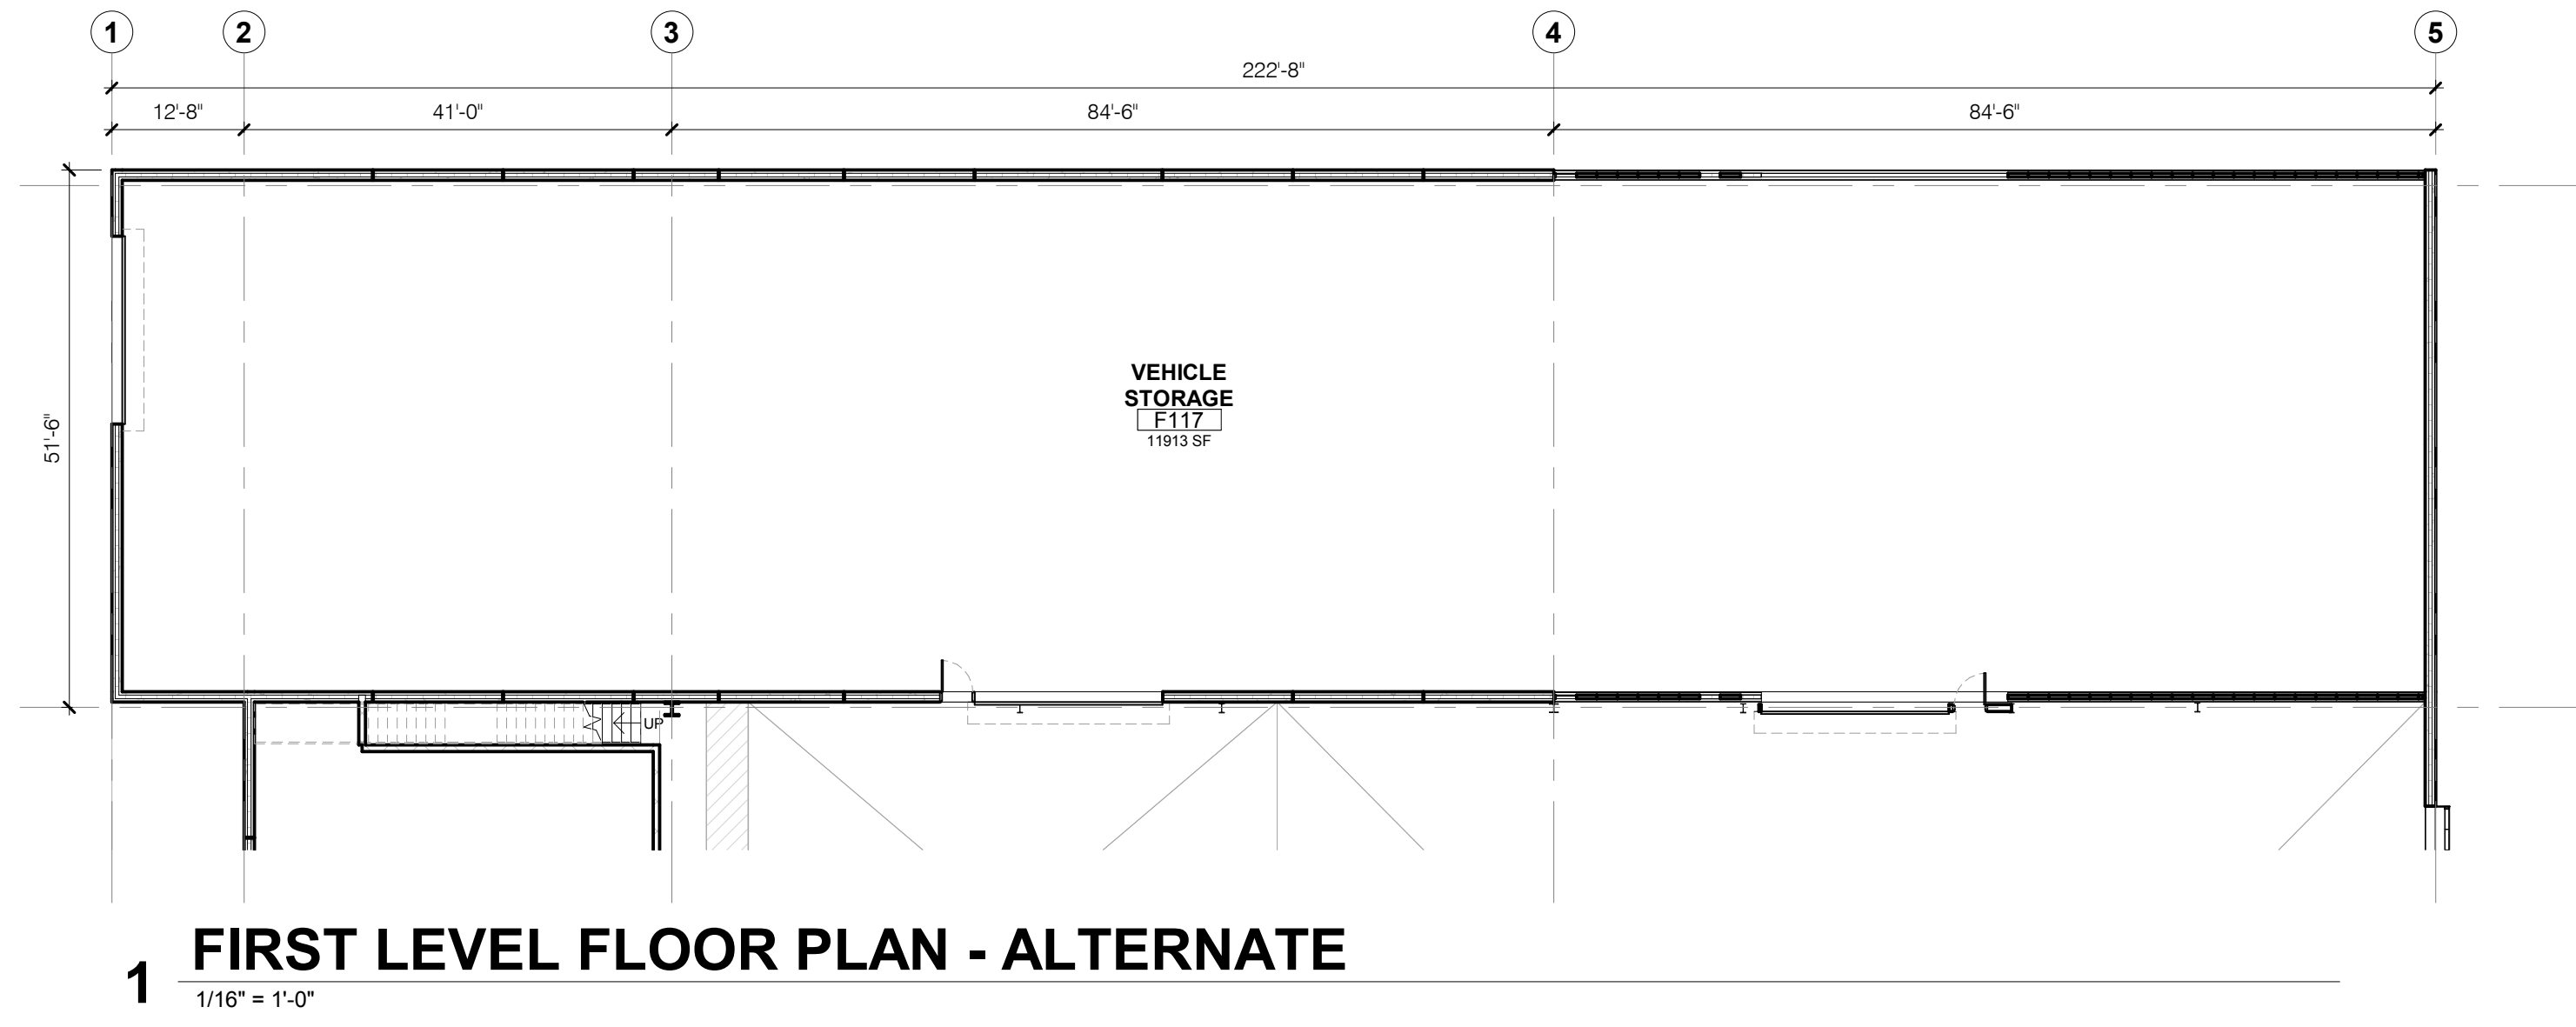 1 2 3 4 5
222'-8"
12'-8" 41'-0" 84'-6" 84'-6"
51'-6"
VEHICLE
STORAGE
F117
11913 SF
UP
1 FIRST LEVEL FLOOR PLAN - ALTERNATE
1/16" = 1'-0"